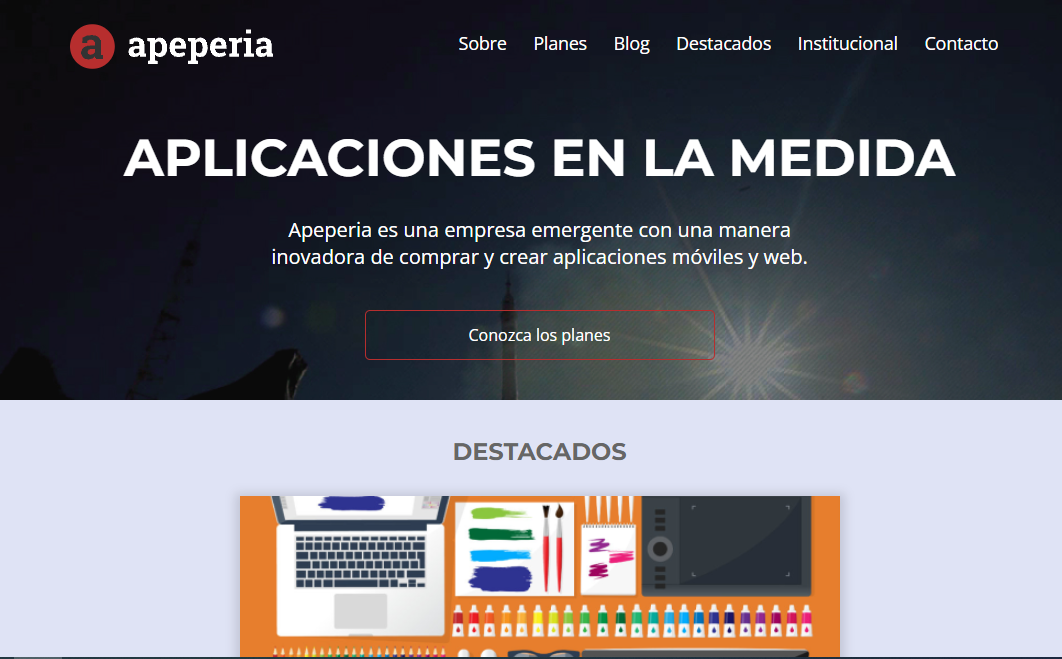 a apeperia
Sobre Planes Blog Destacados Institucional Contacto
APLICACIONES EN LA MEDIDA
Apeperia es una empresa emergente con una manera
inovadora de comprar y crear aplicaciones móviles y web.
Conozca los planes
DESTACADOS